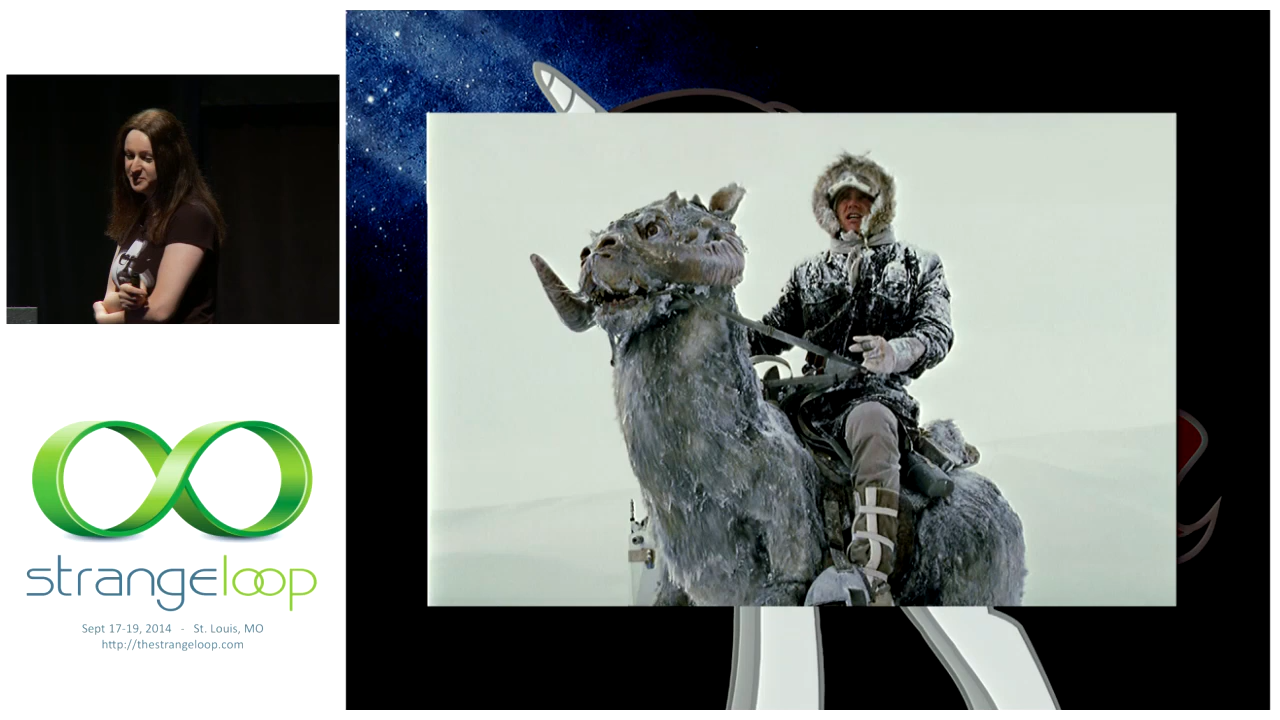 strangeloop
Sept 17-19, 2014 - St. Louis, MO
http://thestrangeloop.com